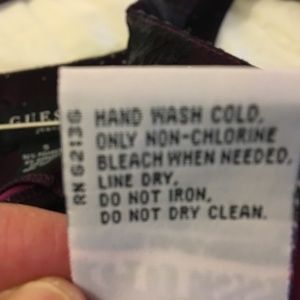 GUESS
S
RN 62136
HAND WASH COLD,
ONLY NON-CHLORINE
BLEACH WHEN NEEDED,
LINE DRY,
DO NOT IRON,
DO NOT DRY CLEAN.